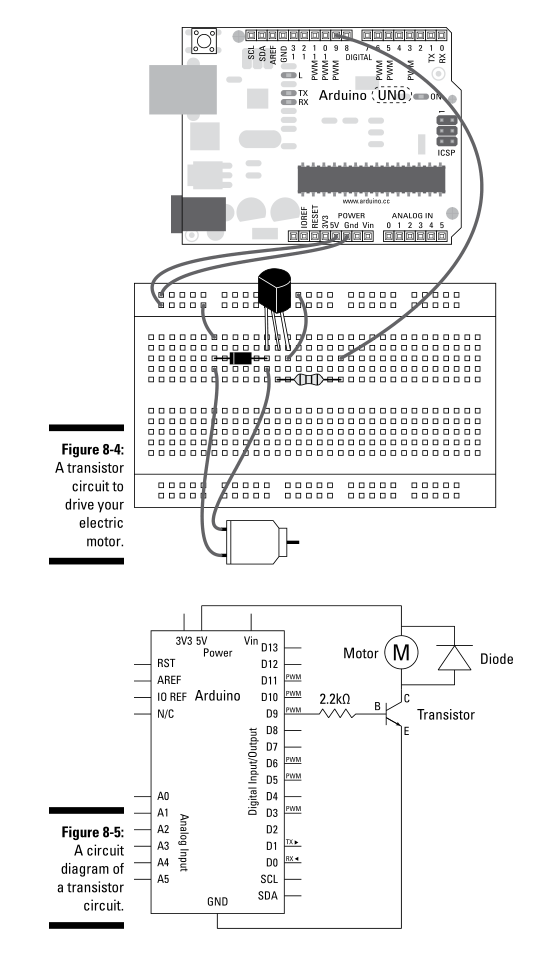 SCL
SDA
AREF
GND
13
12
PWM 11
PWM 10
PWM 9
8
DIGITAL
7
PWM 6
PWM 5
4
PWM 3
2
TX 1
RX 0
L
TX
RX
Arduino UNO
ON
1
ICSP
www.arduino.cc
IOREF
RESET
3V3
POWER
5V Gnd Vin
ANALOG IN
0 1 2 3 4 5
Figure 8-4:
A transistor
circuit to
drive your
electric
motor.
3V3 5V
Power
Vin
RST
AREF
IO REF
N/C
Arduino
D13
D12
D11 PWM
D10 PWM
D9 PWM
D8
D7
D6 PWM
D5 PWM
D4
D3 PWM
D2
D1 TX▶
D0 RX◀
SCL
SDA
Digital Input/Output
A0
A1
A2
A3
A4
A5
Analog Input
GND
2.2kΩ
Motor
M
Diode
B
C
E
Transistor
Figure 8-5:
A circuit
diagram of
a transistor
circuit.